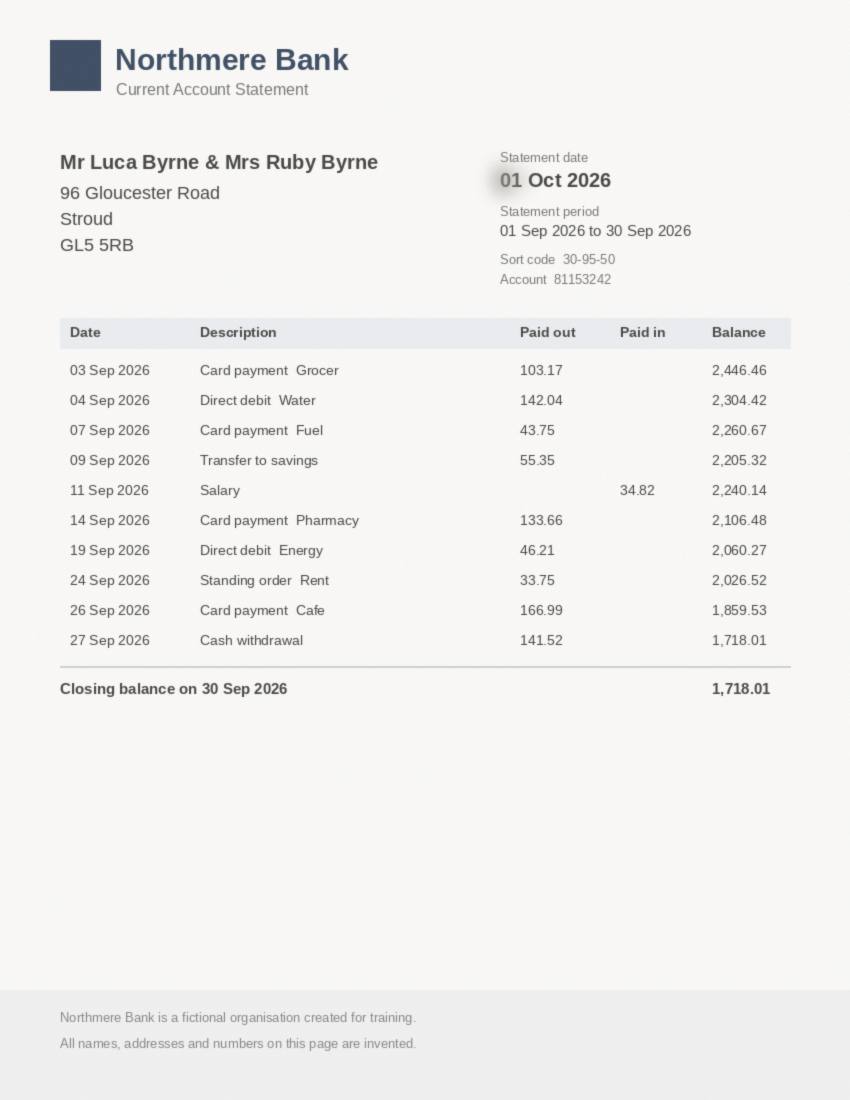 Northmere Bank
Current Account Statement
Mr Luca Byrne & Mrs Ruby Byrne
96 Gloucester Road
Stroud
GL5 5RB
Statement date
01 Oct 2026
Statement period
01 Sep 2026 to 30 Sep 2026
Sort code 30-95-50
Account 81153242
Date Description Paid out Paid in Balance
03 Sep 2026 Card payment Grocer 103.17 2,446.46
04 Sep 2026 Direct debit Water 142.04 2,304.42
07 Sep 2026 Card payment Fuel 43.75 2,260.67
09 Sep 2026 Transfer to savings 55.35 2,205.32
11 Sep 2026 Salary 34.82 2,240.14
14 Sep 2026 Card payment Pharmacy 133.66 2,106.48
19 Sep 2026 Direct debit Energy 46.21 2,060.27
24 Sep 2026 Standing order Rent 33.75 2,026.52
26 Sep 2026 Card payment Cafe 166.99 1,859.53
27 Sep 2026 Cash withdrawal 141.52 1,718.01
Closing balance on 30 Sep 2026 1,718.01
Northmere Bank is a fictional organisation created for training.
All names, addresses and numbers on this page are invented.